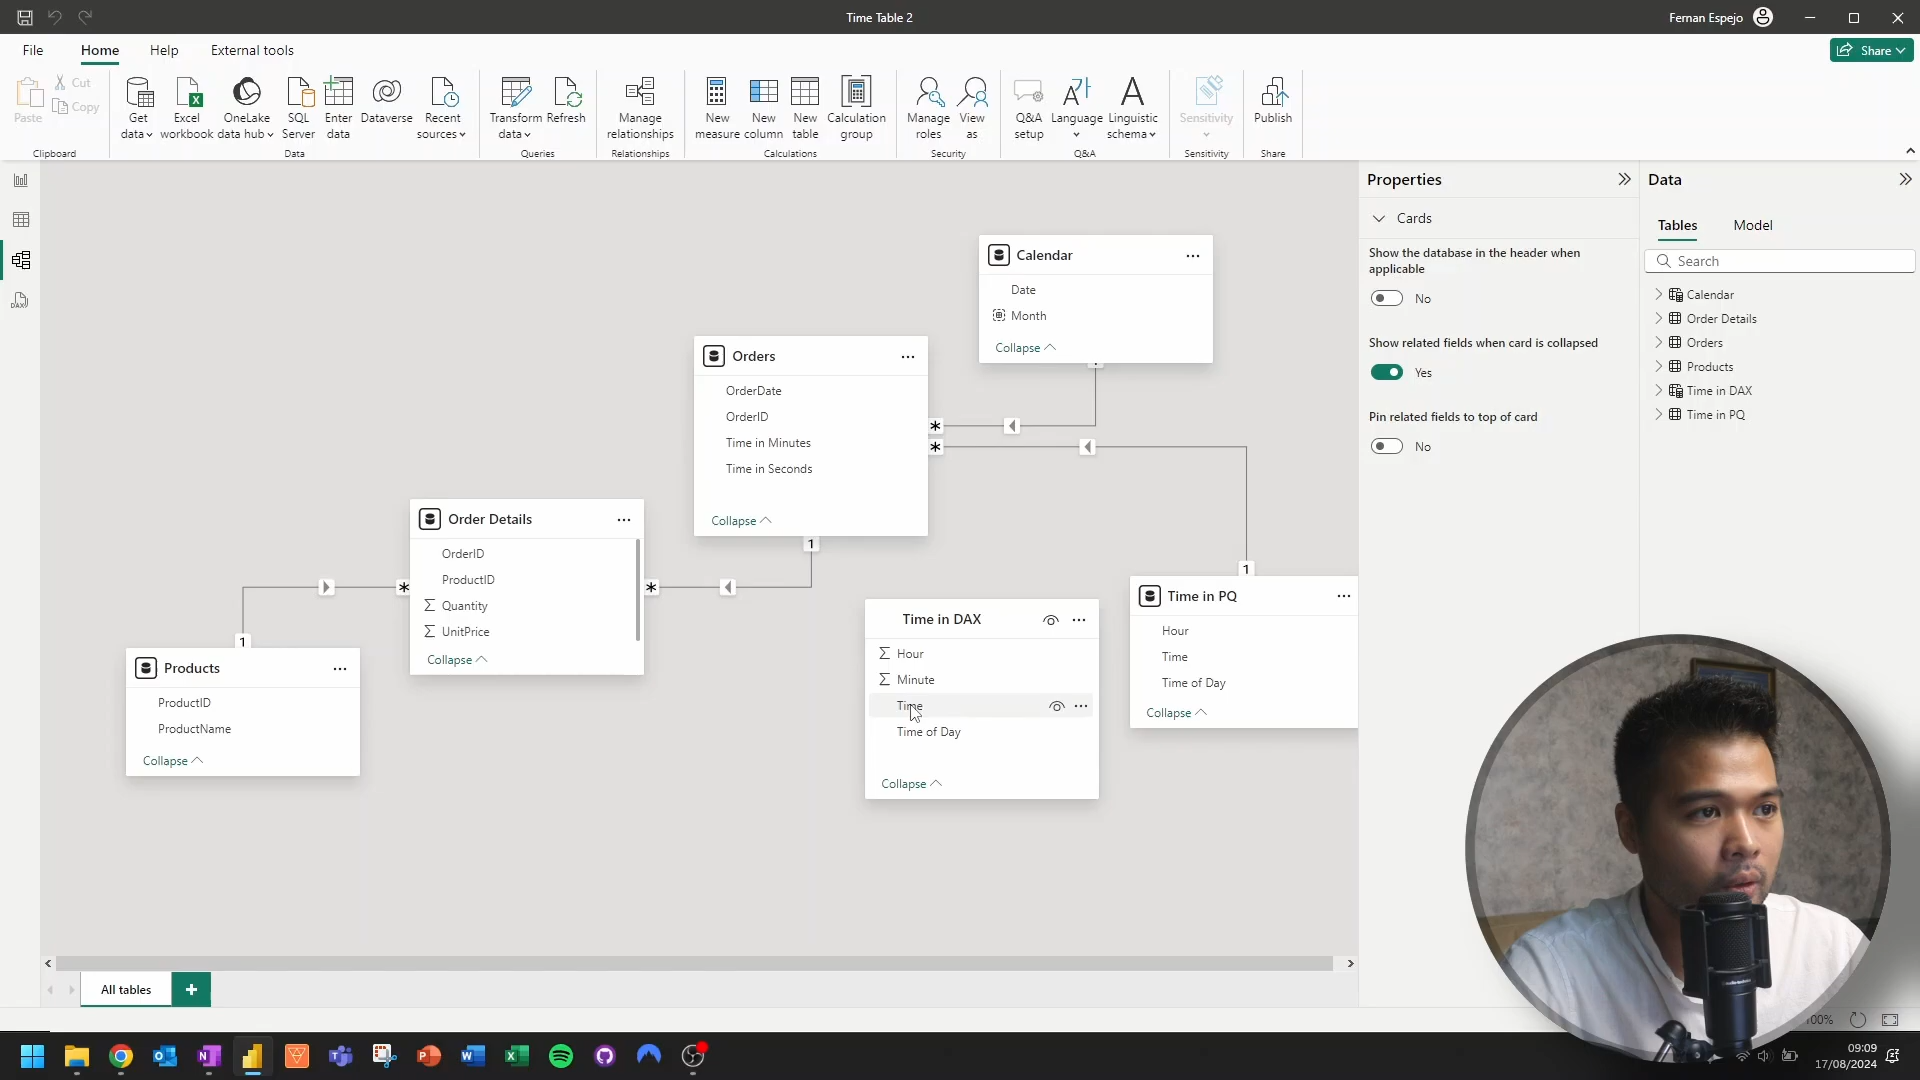 Time Table 2
Fernan Espejo
File
Home
Help
External tools
Share
Paste
Cut
Copy
Clipboard
Get data
Excel workbook
OneLake data hub
SQL Server
Enter data
Dataverse
Recent sources
Data
Transform data
Refresh
Queries
Manage relationships
Relationships
New measure
New column
New table
Calculation group
Calculations
Manage roles
View as
Security
Q&A setup
Language
Linguistic schema
Q&A
Sensitivity
Sensitivity
Publish
Share
DAX
Calendar
Date
Month
Collapse
Orders
OrderDate
OrderID
Time in Minutes
Time in Seconds
Collapse
Order Details
OrderID
ProductID
Quantity
UnitPrice
Collapse
Products
ProductID
ProductName
Collapse
1
1
1
Time in DAX
Hour
Minute
Time
Time of Day
Collapse
Time in PQ
Hour
Time
Time of Day
Collapse
Properties
Cards
Show the database in the header when
applicable
No
Show related fields when card is collapsed
Yes
Pin related fields to top of card
No
Data
Tables
Model
Search
Calendar
Order Details
Orders
Products
Time in DAX
Time in PQ
All tables
100%
09:09
17/08/2024